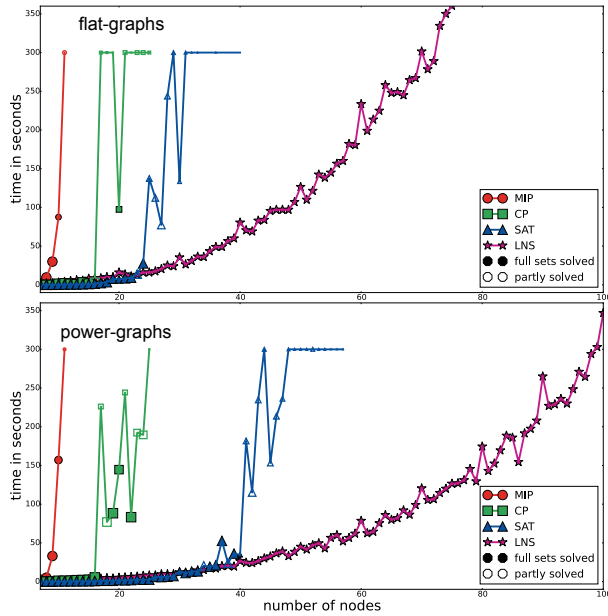 flat-graphs
350
300
250
200
150
100
50
0
time in seconds
20
40
60
80
100
MIP
CP
SAT
LNS
full sets solved
partly solved
power-graphs
350
300
250
200
150
100
50
0
time in seconds
20
40
60
80
100
number of nodes
MIP
CP
SAT
LNS
full sets solved
partly solved